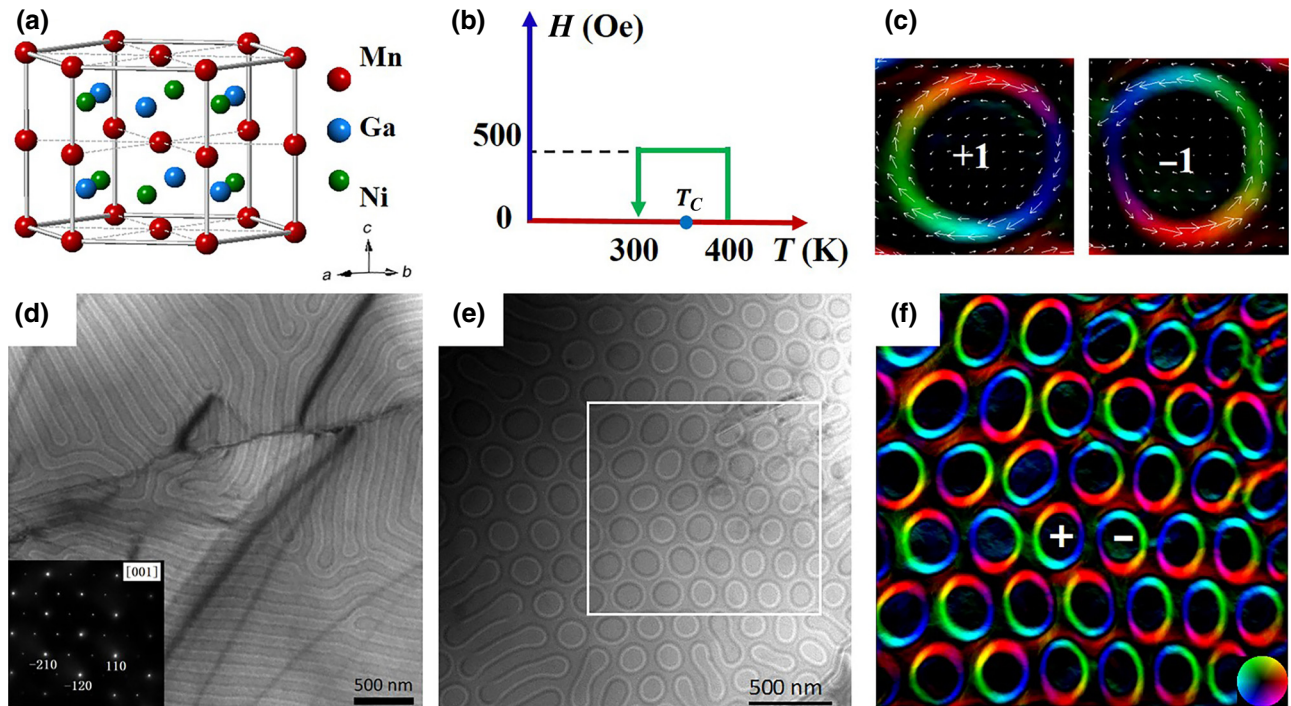 (a)
Mn
Ga
Ni
c
a
b
(b)
H (Oe)
500
0
T_C
300
400
T (K)
(c)
+1
−1
(d)
[001]
−210
110
−120
500 nm
(e)
500 nm
(f)
+
−